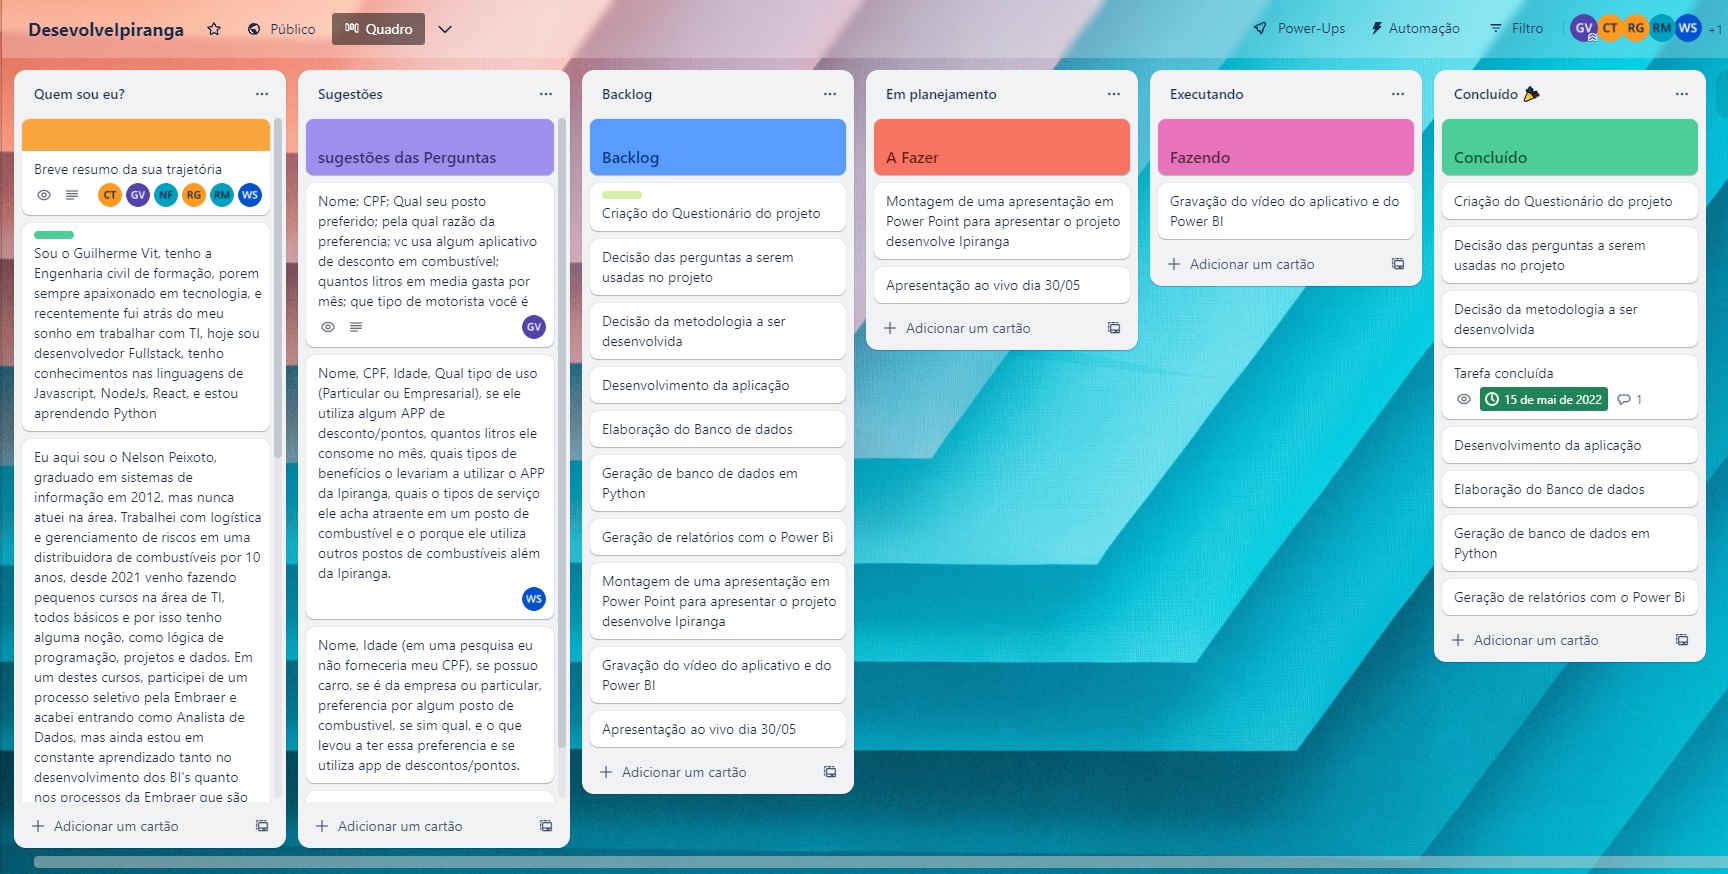 DesevolveIpiranga
Público
Quadro
Power-Ups
Automação
Filtro
GV
CT
RG
RM
WS
+1
Quem sou eu?
Breve resumo da sua trajetória
CT
GV
NF
RG
RM
WS
Sou o Guilherme Vit, tenho a
Engenharia civil de formação, porem
sempre apaixonado em tecnologia, e
recentemente fui atrás do meu
sonho em trabalhar com TI, hoje sou
desenvolvedor Fullstack, tenho
conhecimentos nas linguagens de
Javascript, NodeJs, React, e estou
aprendendo Python
Eu aqui sou o Nelson Peixoto,
graduado em sistemas de
informação em 2012, mas nunca
atuei na área. Trabalhei com logística
e gerenciamento de riscos em uma
distribuidora de combustíveis por 10
anos, desde 2021 venho fazendo
pequenos cursos na área de TI,
todos básicos e por isso tenho
alguma noção, como lógica de
programação, projetos e dados. Em
um destes cursos, participei de um
processo seletivo pela Embraer e
acabei entrando como Analista de
Dados, mas ainda estou em
constante aprendizado tanto no
desenvolvimento dos BI's quanto
nos processos da Embraer que são
Adicionar um cartão
Sugestões
sugestões das Perguntas
Nome; CPF; Qual seu posto
preferido; pela qual razão da
preferencia; vc usa algum aplicativo
de desconto em combustível;
quantos litros em media gasta por
mês; que tipo de motorista você é
GV
Nome, CPF, Idade, Qual tipo de uso
(Particular ou Empresarial), se ele
utiliza algum APP de
desconto/pontos, quantos litros ele
consome no mês, quais tipos de
benefícios o levariam a utilizar o APP
da Ipiranga, quais o tipos de serviço
ele acha atraente em um posto de
combustível e o porque ele utiliza
outros postos de combustíveis além
da Ipiranga.
WS
Nome, Idade (em uma pesquisa eu
não forneceria meu CPF), se possuo
carro, se é da empresa ou particular,
preferencia por algum posto de
combustivel, se sim qual, e o que
levou a ter essa preferencia e se
utiliza app de descontos/pontos.
Adicionar um cartão
Backlog
Backlog
Criação do Questionário do projeto
Decisão das perguntas a serem
usadas no projeto
Decisão da metodologia a ser
desenvolvida
Desenvolvimento da aplicação
Elaboração do Banco de dados
Geração de banco de dados em
Python
Geração de relatórios com o Power Bi
Montagem de uma apresentação em
Power Point para apresentar o projeto
desenvolve Ipiranga
Gravação do vídeo do aplicativo e do
Power BI
Apresentação ao vivo dia 30/05
Adicionar um cartão
Em planejamento
A Fazer
Montagem de uma apresentação em
Power Point para apresentar o projeto
desenvolve Ipiranga
Apresentação ao vivo dia 30/05
Adicionar um cartão
Executando
Fazendo
Gravação do vídeo do aplicativo e do
Power BI
Adicionar um cartão
Concluído
Concluído
Criação do Questionário do projeto
Decisão das perguntas a serem
usadas no projeto
Decisão da metodologia a ser
desenvolvida
Tarefa concluída
15 de mai de 2022
1
Desenvolvimento da aplicação
Elaboração do Banco de dados
Geração de banco de dados em
Python
Geração de relatórios com o Power Bi
Adicionar um cartão